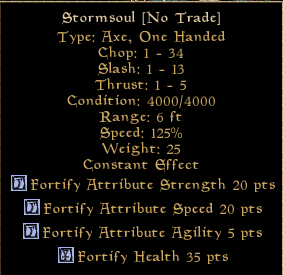 Stormsoul [No Trade]
Type: Axe, One Handed
Chop: 1 - 34
Slash: 1 - 13
Thrust: 1 - 5
Condition: 4000/4000
Range: 6 ft
Speed: 125%
Weight: 25
Constant Effect
Fortify Attribute Strength 20 pts
Fortify Attribute Speed 20 pts
Fortify Attribute Agility 5 pts
Fortify Health 35 pts